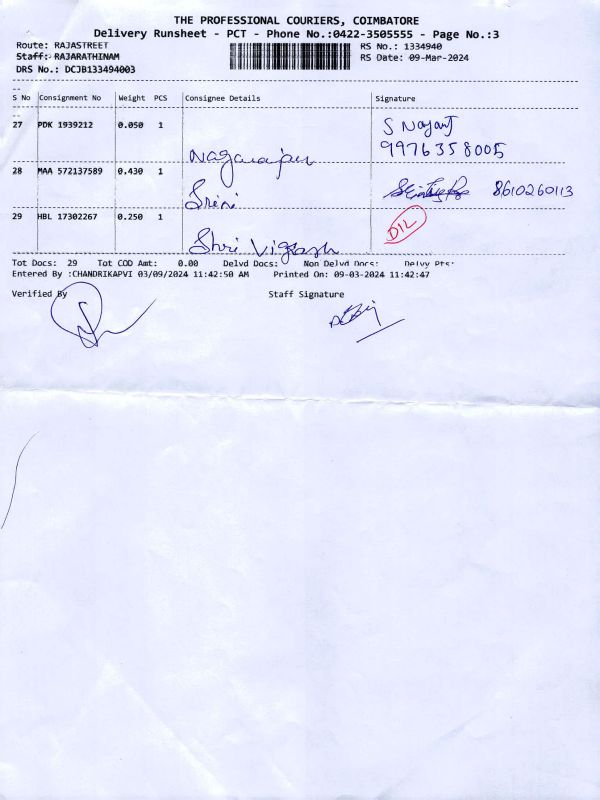 THE PROFESSIONAL COURIERS, COIMBATORE
Delivery Runsheet - PCT - Phone No.:0422-3505555 - Page No.:3
Route: RAJASTREET
RS No.: 1334940
Staff: RAJARATHINAM
RS Date: 09-Mar-2024
DRS No.: DCJB133494003
S No Consignment No Weight PCS Consignee Details Signature
27 PDK 1939212 0.050 1 Nagarajan S Nagaraj
9976358005
28 MAA 572137589 0.430 1 Srini 8610260113
29 HBL 17302267 0.250 1 Shri Vignesh D/L
Tot Docs: 29 Tot COD Amt: 0.00 Delvd Docs: Non Delvd Docs: Delvy Pts:
Entered By :CHANDRIKAPVI 03/09/2024 11:42:50 AM Printed On: 09-03-2024 11:42:47
Verified By Staff Signature